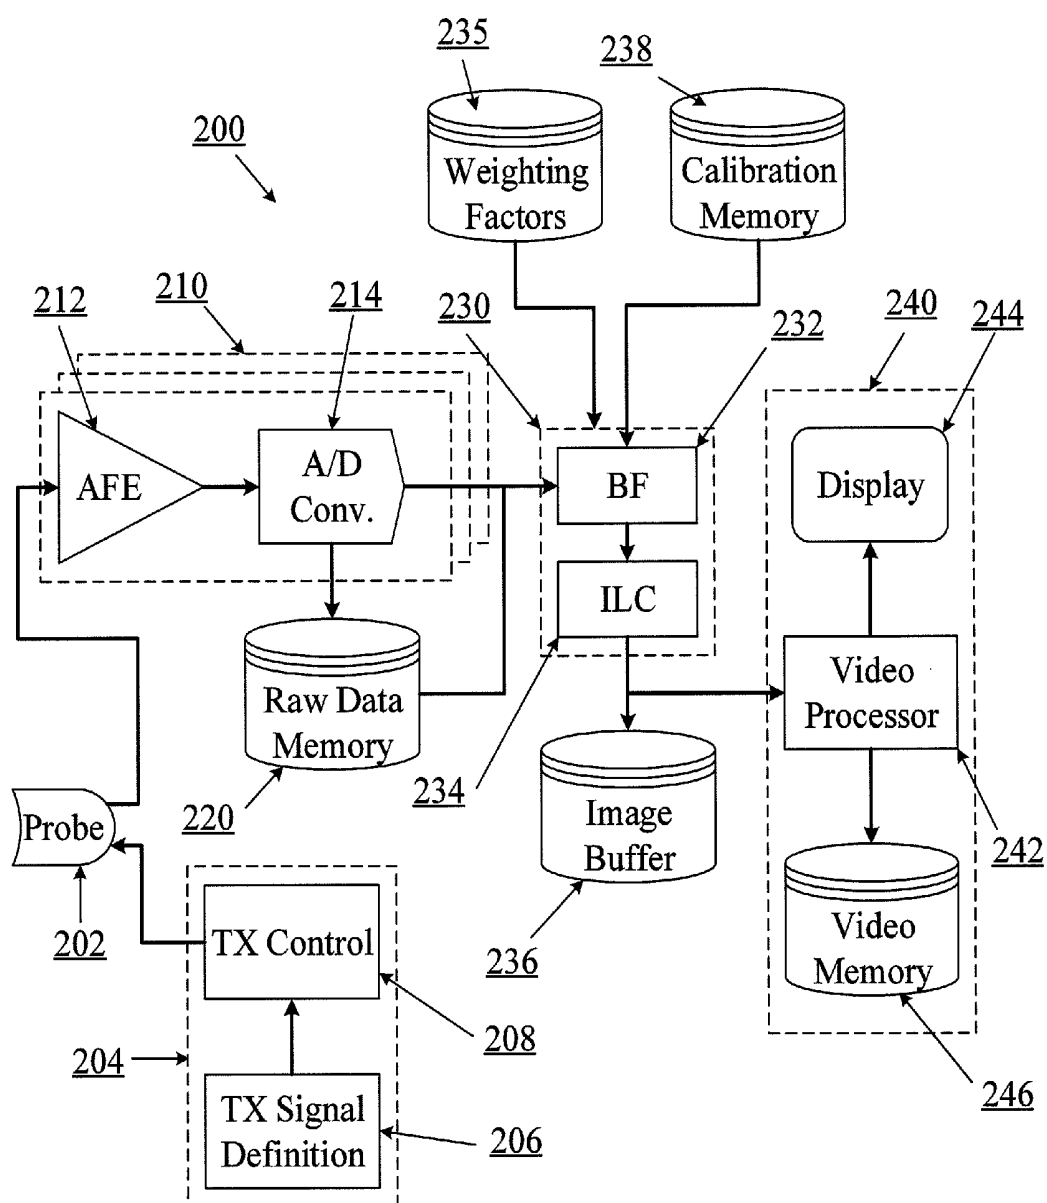 235
238
200
Weighting
Factors
Calibration
Memory
212
210
214
230
232
240
244
AFE
A/D
Conv.
BF
ILC
Display
Raw Data
Memory
Video
Processor
220
234
Image
Buffer
242
Probe
202
236
Video
Memory
TX Control
208
204
246
TX Signal
Definition
206